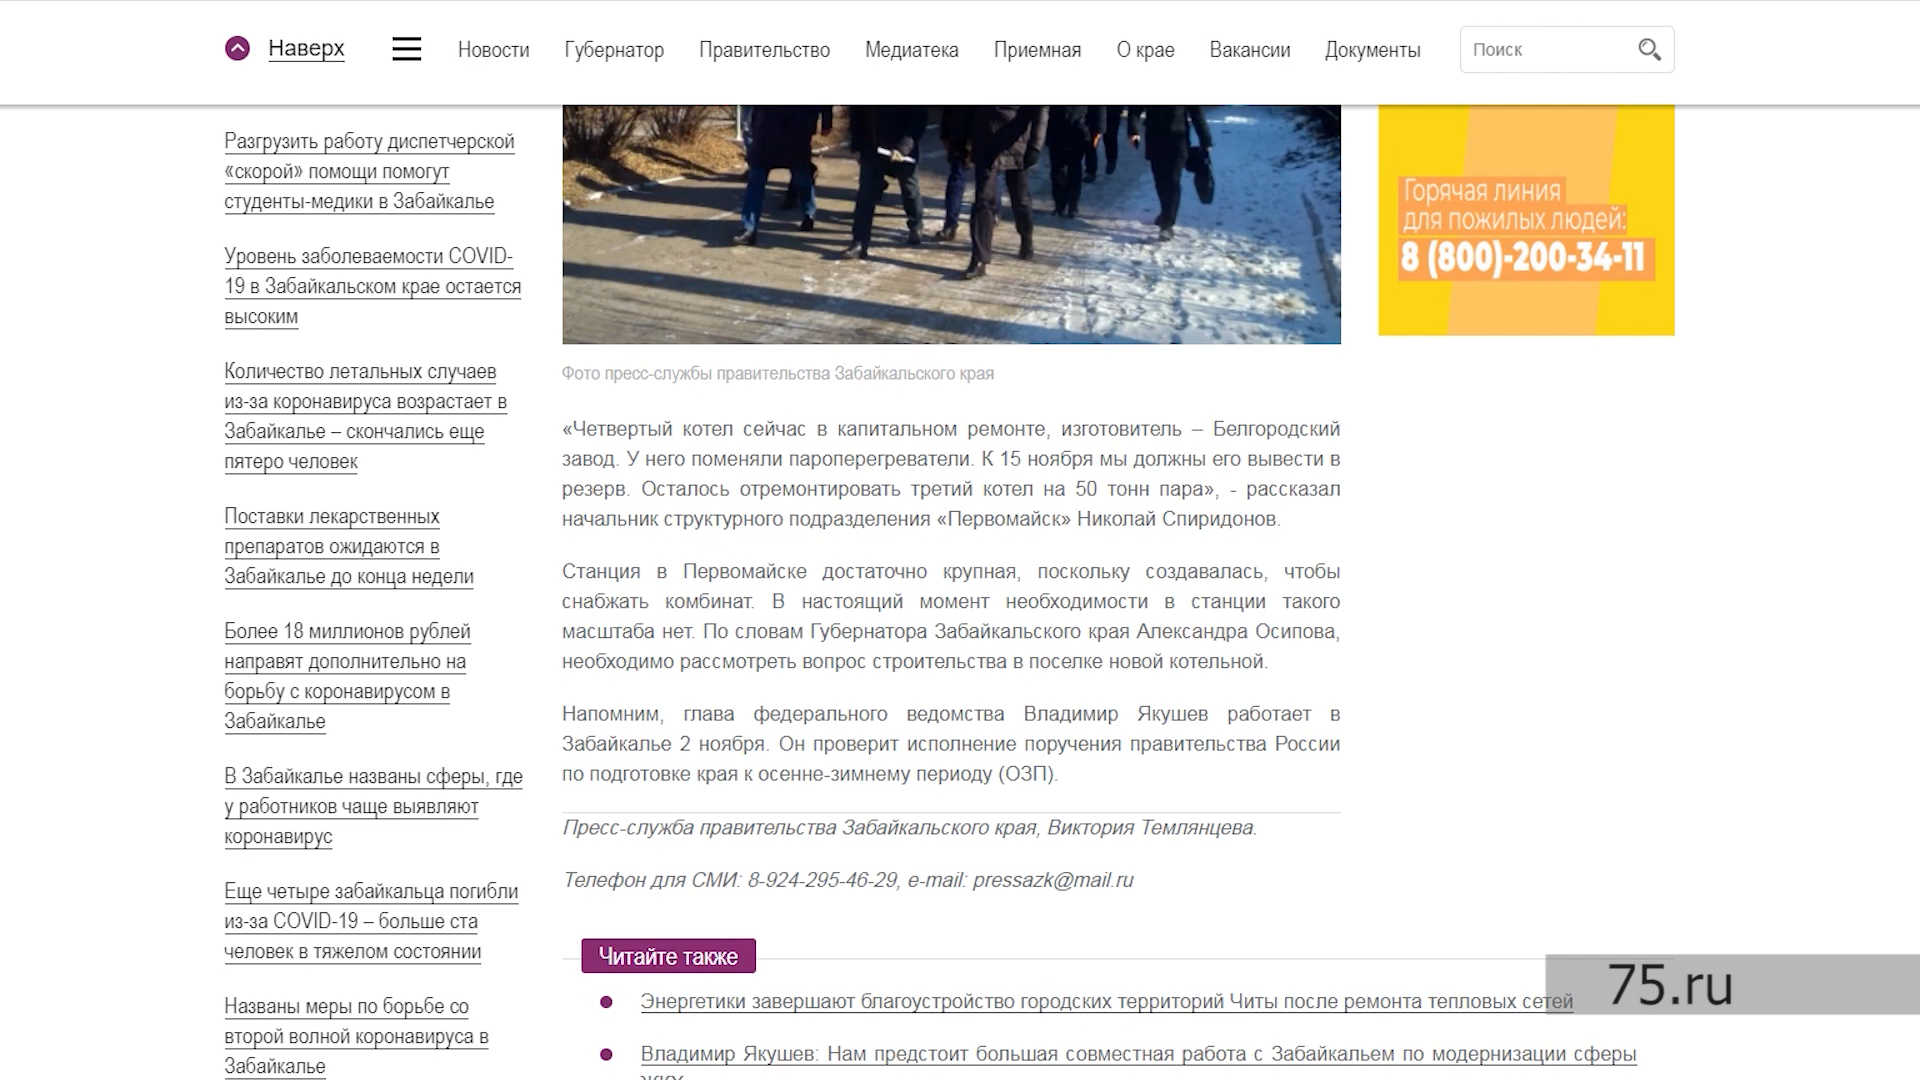 Наверх
Новости
Губернатор
Правительство
Медиатека
Приемная
О крае
Вакансии
Документы
Поиск
Разгрузить работу диспетчерской
«скорой» помощи помогут
студенты-медики в Забайкалье
Уровень заболеваемости COVID-
19 в Забайкальском крае остается
высоким
Количество летальных случаев
из-за коронавируса возрастает в
Забайкалье – скончались еще
пятеро человек
Поставки лекарственных
препаратов ожидаются в
Забайкалье до конца недели
Более 18 миллионов рублей
направят дополнительно на
борьбу с коронавирусом в
Забайкалье
В Забайкалье названы сферы, где
у работников чаще выявляют
коронавирус
Еще четыре забайкальца погибли
из-за COVID-19 – больше ста
человек в тяжелом состоянии
Названы меры по борьбе со
второй волной коронавируса в
Забайкалье
Фото пресс-службы правительства Забайкальского края
«Четвертый котел сейчас в капитальном ремонте, изготовитель – Белгородский
завод. У него поменяли пароперегреватели. К 15 ноября мы должны его вывести в
резерв. Осталось отремонтировать третий котел на 50 тонн пара», - рассказал
начальник структурного подразделения «Первомайск» Николай Спиридонов.
Станция в Первомайске достаточно крупная, поскольку создавалась, чтобы
снабжать комбинат. В настоящий момент необходимости в станции такого
масштаба нет. По словам Губернатора Забайкальского края Александра Осипова,
необходимо рассмотреть вопрос строительства в поселке новой котельной.
Напомним, глава федерального ведомства Владимир Якушев работает в
Забайкалье 2 ноября. Он проверит исполнение поручения правительства России
по подготовке края к осенне-зимнему периоду (ОЗП).
Пресс-служба правительства Забайкальского края, Виктория Темлянцева.
Телефон для СМИ: 8-924-295-46-29, e-mail: pressazk@mail.ru
Читайте также
Энергетики завершают благоустройство городских территорий Читы после ремонта тепловых сетей
Владимир Якушев: Нам предстоит большая совместная работа с Забайкальем по модернизации сферы
ЖКХ
Горячая линия
для пожилых людей:
8 (800)-200-34-11
75.ru